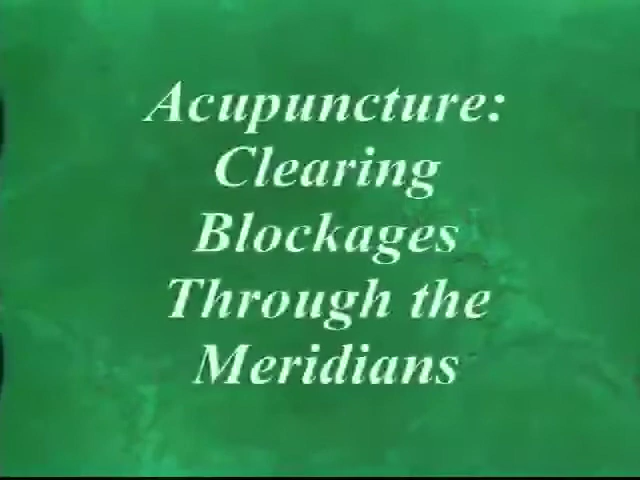 Acupuncture:
Clearing
Blockages
Through the
Meridians